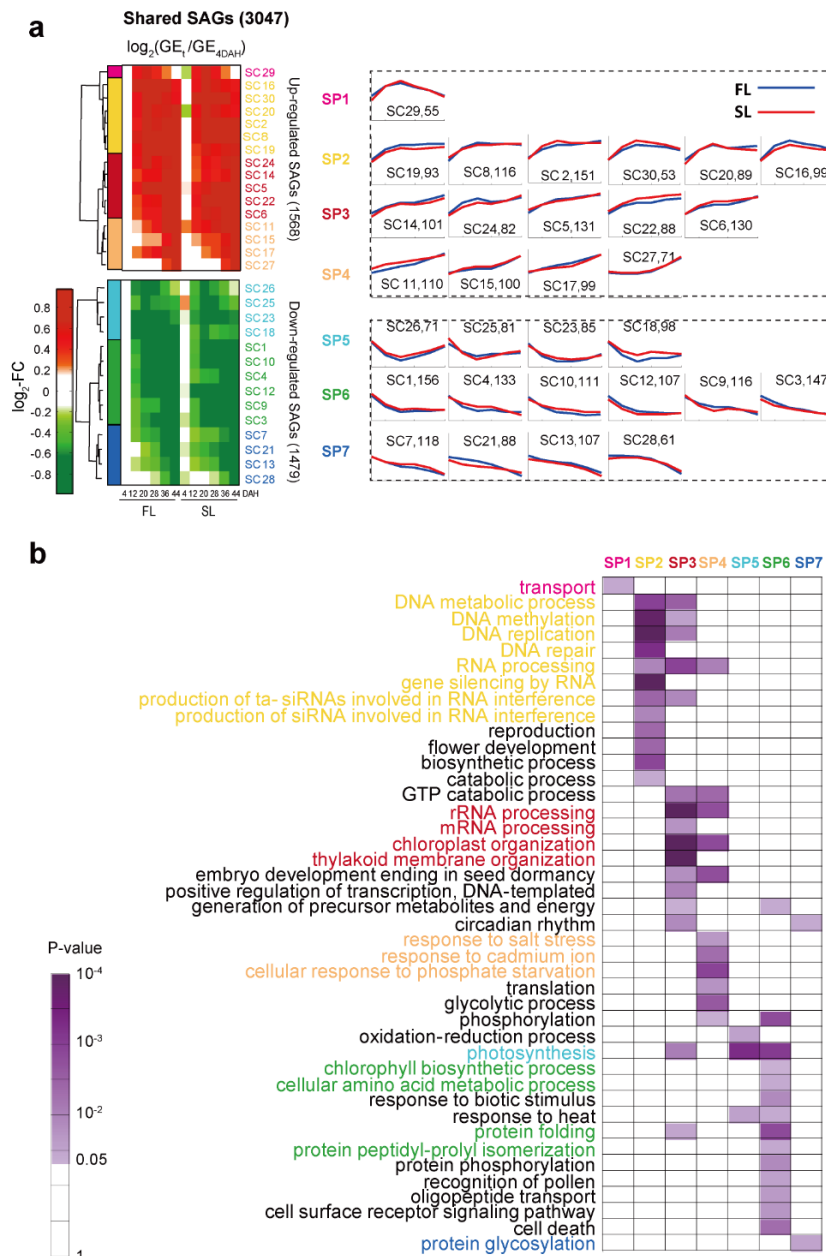 Shared SAGs (3047)
a
log2(GEt/GE4DAH)
SC29
SC16
SC30
SC20
SC2
SC8
SC19
SC24
SC14
SC5
SC22
SC6
SC11
SC15
SC17
SC27
Up-regulated SAGs (1568)
SC26
SC25
SC23
SC18
SC1
SC10
SC4
SC12
SC9
SC3
SC7
SC21
SC13
SC28
Down-regulated SAGs (1479)
log2-FC
0.8
0.6
0.4
0.2
0
-0.2
-0.4
-0.6
-0.8
4 12 20 28 36 44 4 12 20 28 36 44 DAH
FL SL
FL
SL
SP1
SC29,55
SP2
SC19,93 SC8,116 SC2,151 SC30,53 SC20,89 SC16,99
SP3
SC14,101 SC24,82 SC5,131 SC22,88 SC6,130
SP4
SC11,110 SC15,100 SC17,99 SC27,71
SP5
SC26,71 SC25,81 SC23,85 SC18,98
SP6
SC1,156 SC4,133 SC10,111 SC12,107 SC9,116 SC3,147
SP7
SC7,118 SC21,88 SC13,107 SC28,61
b
SP1 SP2 SP3 SP4 SP5 SP6 SP7
transport
DNA metabolic process
DNA methylation
DNA replication
DNA repair
RNA processing
gene silencing by RNA
production of ta- siRNAs involved in RNA interference
production of siRNA involved in RNA interference
reproduction
flower development
biosynthetic process
catabolic process
GTP catabolic process
rRNA processing
mRNA processing
chloroplast organization
thylakoid membrane organization
embryo development ending in seed dormancy
positive regulation of transcription, DNA-templated
generation of precursor metabolites and energy
circadian rhythm
response to salt stress
response to cadmium ion
cellular response to phosphate starvation
translation
glycolytic process
phosphorylation
oxidation-reduction process
photosynthesis
chlorophyll biosynthetic process
cellular amino acid metabolic process
response to biotic stimulus
response to heat
protein folding
protein peptidyl-prolyl isomerization
protein phosphorylation
recognition of pollen
oligopeptide transport
cell surface receptor signaling pathway
cell death
protein glycosylation
P-value
10-4
10-3
10-2
0.05
1